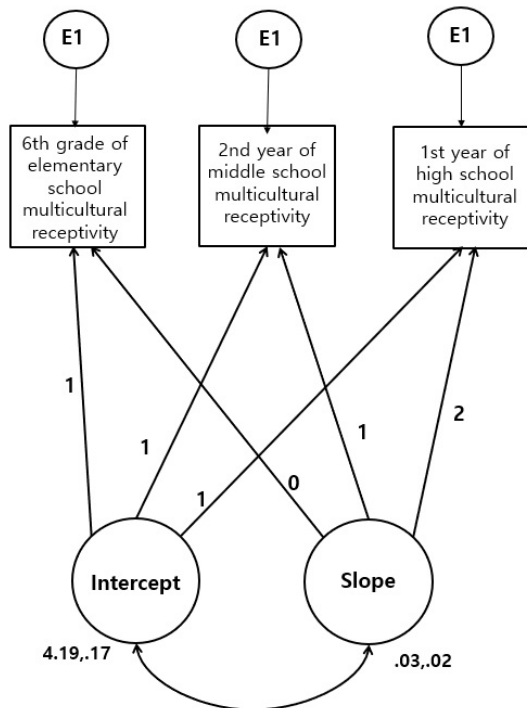 E1
E1
E1
6th grade of
elementary
school
multicultural
receptivity
2nd year of
middle school
multicultural
receptivity
1st year of
high school
multicultural
receptivity
1
1
1
0
1
2
Intercept
Slope
4.19,.17
.03,.02